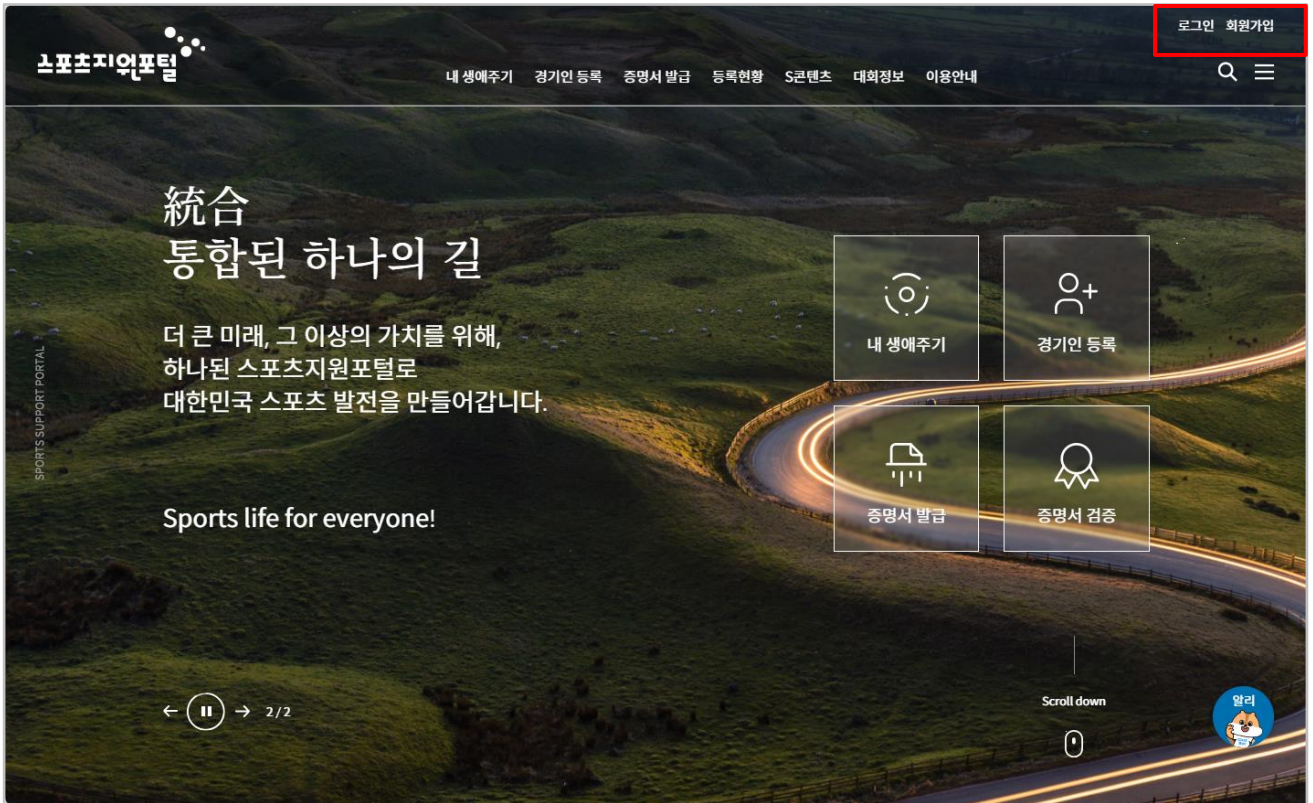 로그인 회원가입
스포츠지원포털
내 생애주기 경기인 등록 증명서 발급 등록현황 S콘텐츠 대회정보 이용안내
統合
통합된 하나의 길
더 큰 미래, 그 이상의 가치를 위해,
하나된 스포츠지원포털로
대한민국 스포츠 발전을 만들어갑니다.
Sports life for everyone!
SPORTS SUPPORT PORTAL
내 생애주기
경기인 등록
증명서 발급
증명서 검증
2/2
Scroll down
알리